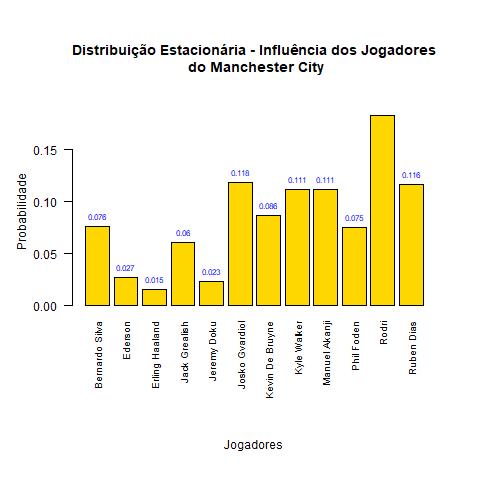 Distribuição Estacionária - Influência dos Jogadores
do Manchester City
Probabilidade
0.15
0.10
0.05
0.00
0.076
0.027
0.015
0.06
0.023
0.118
0.086
0.111
0.111
0.075
0.116
Bernardo Silva
Ederson
Erling Haaland
Jack Grealish
Jeremy Doku
Josko Gvardiol
Kevin De Bruyne
Kyle Walker
Manuel Akanji
Phil Foden
Rodri
Ruben Dias
Jogadores